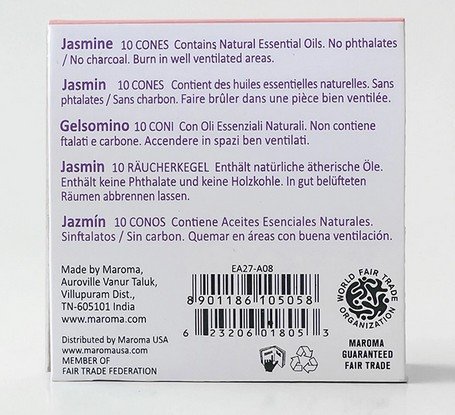 Jasmine 10 CONES Contains Natural Essential Oils. No phthalates
/ No charcoal. Burn in well ventilated areas.
Jasmin 10 CONES Contient des huiles essentielles naturelles. Sans
phtalates / Sans charbon. Faire brûler dans une pièce bien ventilée.
Gelsomino 10 CONI Con Oli Essenziali Naturali. Non contiene
ftalati e carbone. Accendere in spazi ben ventilati.
Jasmin 10 RÄUCHERKEGEL Enthält natürliche ätherische Öle.
Enthält keine Phthalate und keine Holzkohle. In gut belüfteten
Räumen abbrennen lassen.
Jazmín 10 CONOS Contiene Aceites Esenciales Naturales.
Sinftalatos / Sin carbon. Quemar en áreas con buena ventilación.
Made by Maroma,
Auroville Vanur Taluk,
Villupuram Dist.,
TN-605101 India
www.maroma.com
Distributed by Maroma USA
www.maromausa.com
MEMBER OF
FAIR TRADE FEDERATION
EA27-A08
8901186105058
6 23206 01805 3
WORLD FAIR TRADE
ORGANIZATION
MAROMA
GUARANTEED
FAIR TRADE